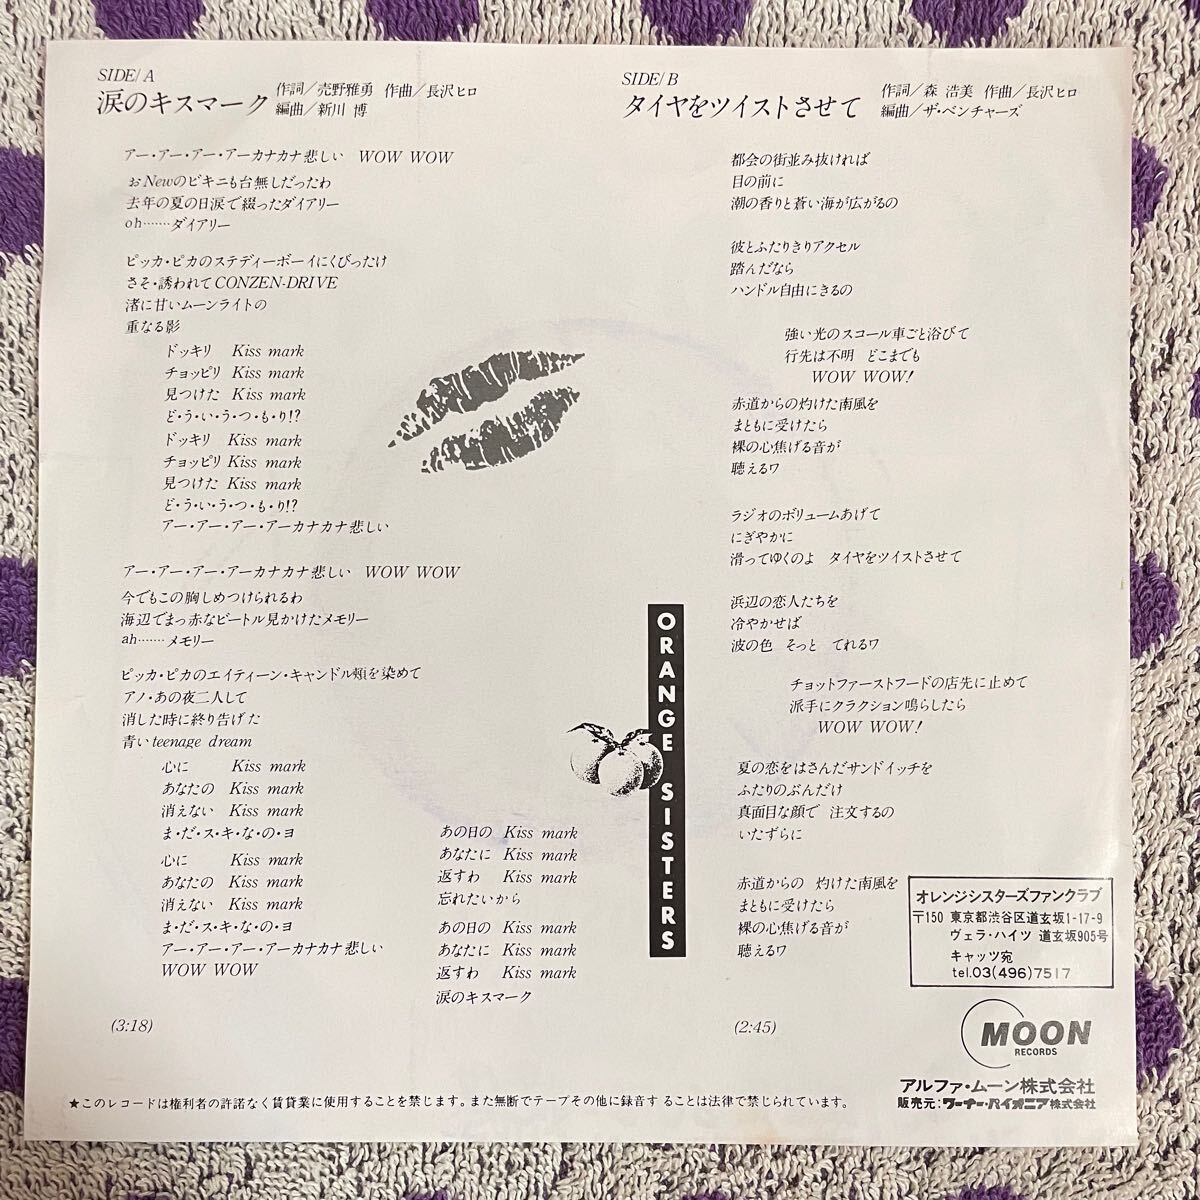 SIDE/A
涙のキスマーク
作詞/売野雅勇 作曲/長沢ヒロ
編曲/新川 博
アー・アー・アー・アーカナカナ悲しい WOW WOW
おNewのビキニも台無しだったわ
去年の夏の日涙で綴ったダイアリー
oh……ダイアリー
ピッカ・ピカのステディーボーイにくびったけ
さそ・誘われてCONZEN-DRIVE
渚に甘いムーンライトの
重なる影
ドッキリ Kiss mark
チョッピリ Kiss mark
見つけた Kiss mark
ど・う・い・う・つ・も・り!?
ドッキリ Kiss mark
チョッピリ Kiss mark
見つけた Kiss mark
ど・う・い・う・つ・も・り!?
アー・アー・アー・アーカナカナ悲しい
アー・アー・アー・アーカナカナ悲しい WOW WOW
今でもこの胸しめつけられるわ
海辺でまっ赤なビートル見かけたメモリー
ah……メモリー
ピッカ・ピカのエイティーン・キャンドル頬を染めて
アノ・あの夜二人して
消した時に終り告げた
青いteenage dream
心に Kiss mark
あなたの Kiss mark
消えない Kiss mark
ま・だ・ス・キ・な・の・ヨ
心に Kiss mark
あなたの Kiss mark
消えない Kiss mark
ま・だ・ス・キ・な・の・ヨ
アー・アー・アー・アーカナカナ悲しい
WOW WOW
あの日の Kiss mark
あなたに Kiss mark
返すわ Kiss mark
忘れたいから
あの日の Kiss mark
あなたに Kiss mark
返すわ Kiss mark
涙のキスマーク
(3:18)
ORANGE SISTERS
SIDE/B
タイヤをツイストさせて
作詞/森 浩美 作曲/長沢ヒロ
編曲/ザ・ベンチャーズ
都会の街並み抜ければ
目の前に
潮の香りと蒼い海が広がるの
彼とふたりきりアクセル
踏んだなら
ハンドル自由にきるの
強い光のスコール車ごと浴びて
行先は不明 どこまでも
WOW WOW!
赤道からの灼けた南風を
まともに受けたら
裸の心焦げる音が
聴えるワ
ラジオのボリュームあげて
にぎやかに
滑ってゆくのよ タイヤをツイストさせて
浜辺の恋人たちを
冷やかせば
波の色 そっと てれるワ
チョットファーストフードの店先に止めて
派手にクラクション鳴らしたら
WOW WOW!
夏の恋をはさんだサンドイッチを
ふたりのぶんだけ
真面目な顔で 注文するの
いたずらに
赤道からの 灼けた南風を
まともに受けたら
裸の心焦げる音が
聴えるワ
(2:45)
オレンジシスターズファンクラブ
〒150 東京都渋谷区道玄坂1-17-9
ヴェラ・ハイツ 道玄坂905号
キャッツ宛
tel.03(496)7517
MOON
RECORDS
アルファ・ムーン株式会社
販売元:ワーナー・パイオニア株式会社
★このレコードは権利者の許諾なく賃貸業に使用することを禁じます。また無断でテープその他に録音することは法律で禁じられています。